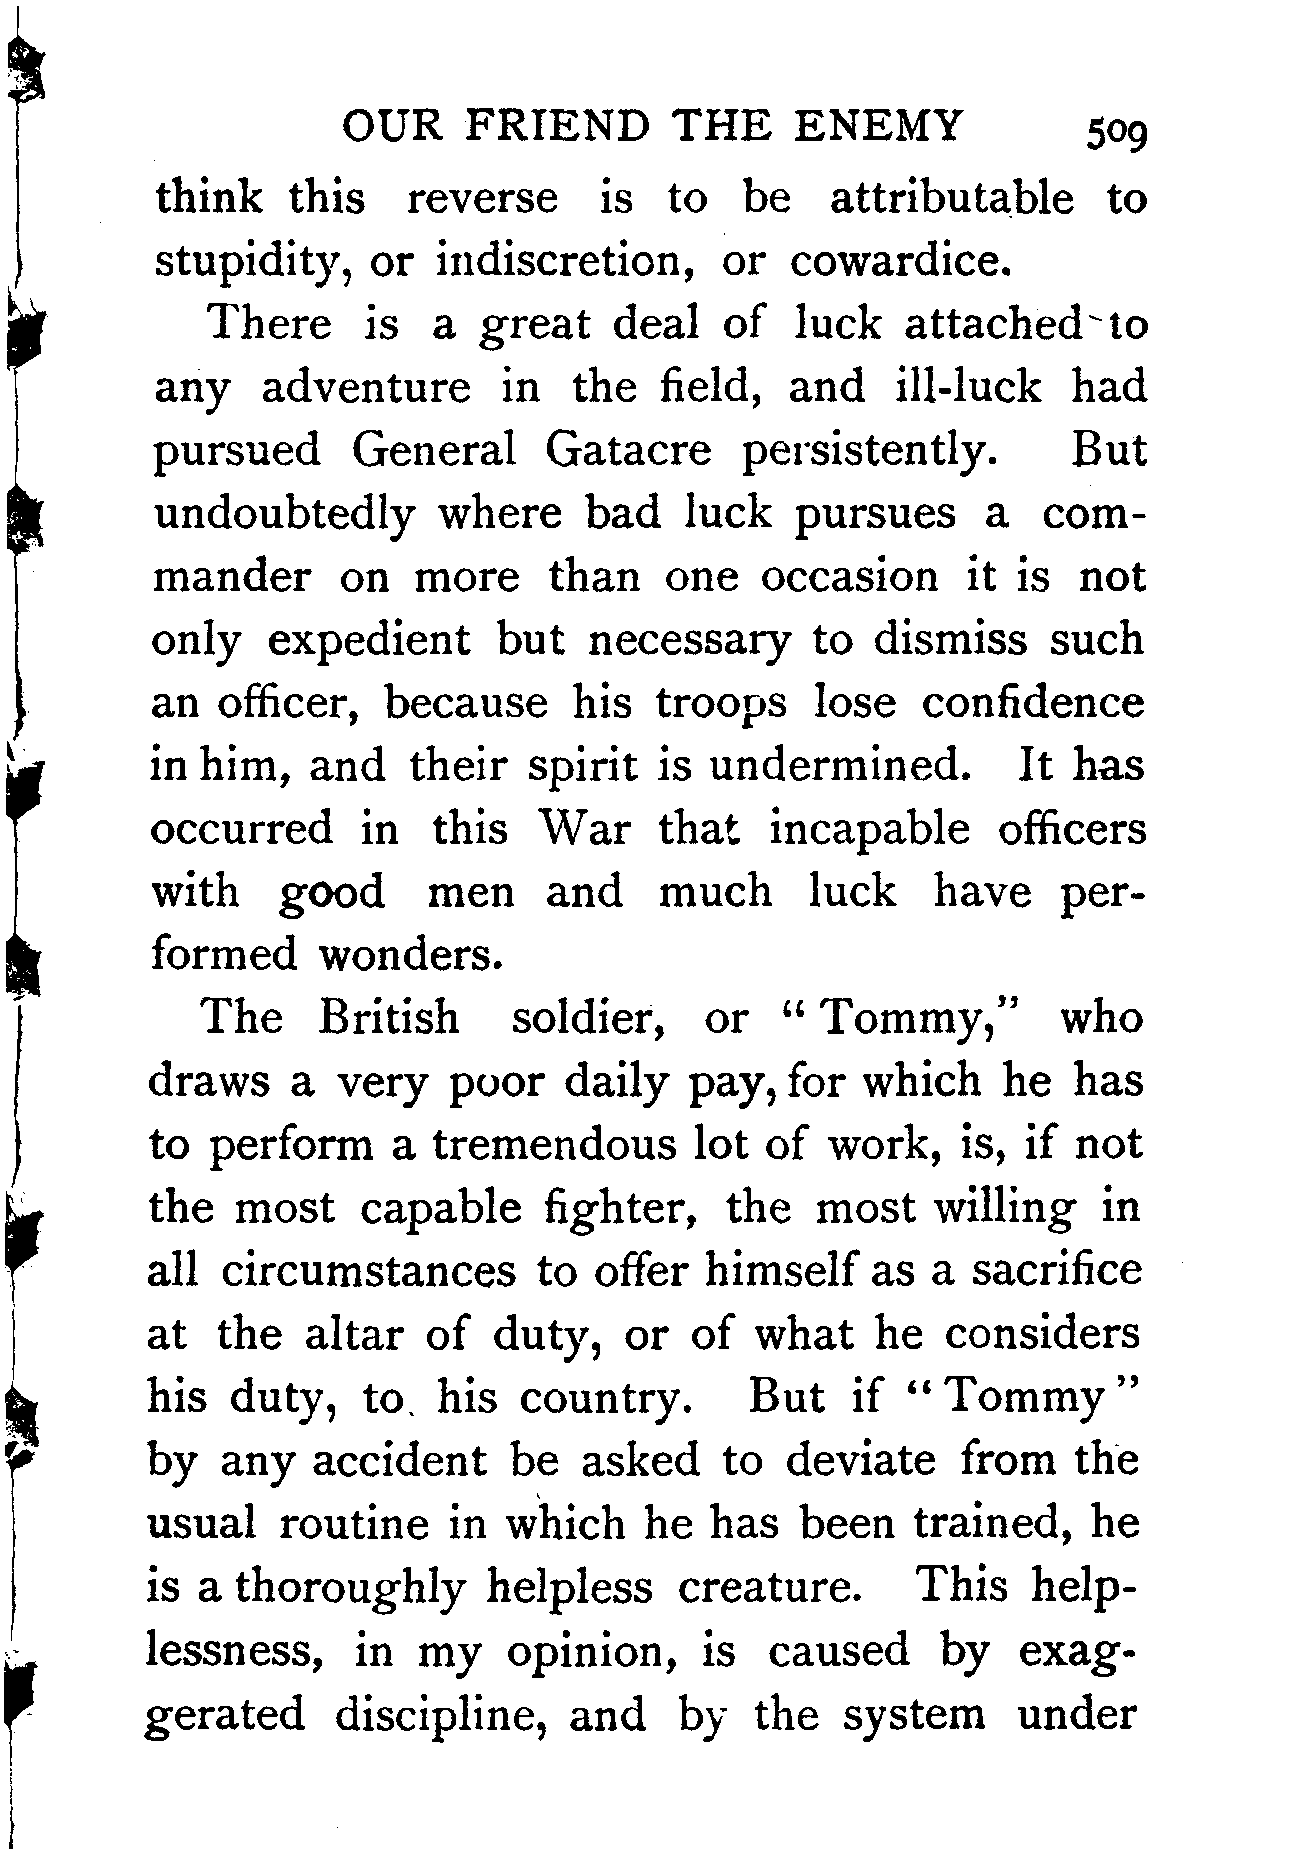 OUR FRIEND THE ENEMY 509
think this reverse is to be attributable to
stupidity, or indiscretion, or cowardice.
There is a great deal of luck attached to
any adventure in the field, and ill-luck had
pursued General Gatacre persistently. But
undoubtedly where bad luck pursues a com-
mander on more than one occasion it is not
only expedient but necessary to dismiss such
an officer, because his troops lose confidence
in him, and their spirit is undermined. It has
occurred in this War that incapable officers
with good men and much luck have per-
formed wonders.
The British soldier, or “ Tommy,” who
draws a very poor daily pay, for which he has
to perform a tremendous lot of work, is, if not
the most capable fighter, the most willing in
all circumstances to offer himself as a sacrifice
at the altar of duty, or of what he considers
his duty, to his country. But if “ Tommy ”
by any accident be asked to deviate from the
usual routine in which he has been trained, he
is a thoroughly helpless creature. This help-
lessness, in my opinion, is caused by exag-
gerated discipline, and by the system under